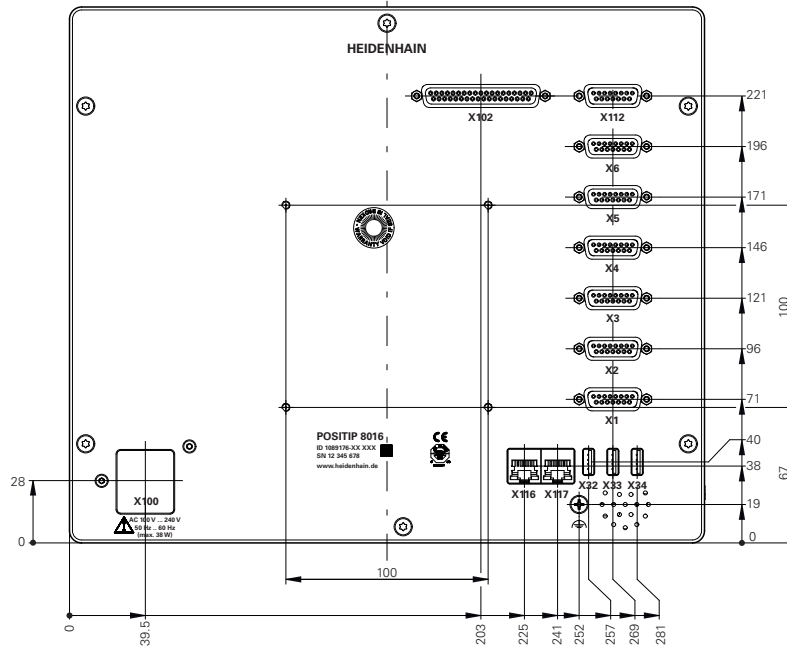 HEIDENHAIN
X102
X112
221
X6
196
X5
171
X4
146
X3
121
100
X2
96
X1
71
POSITIP 8016
ID 1089176-XX XXX
SN 12 345 678
www.heidenhain.de
CE
40
38
67
28
X100
X116
X117
X32
X33
X34
19
AC 100 V ... 240 V
50 Hz ... 60 Hz
(max. 38 W)
0
0
100
0
39.5
203
225
241
252
257
269
281